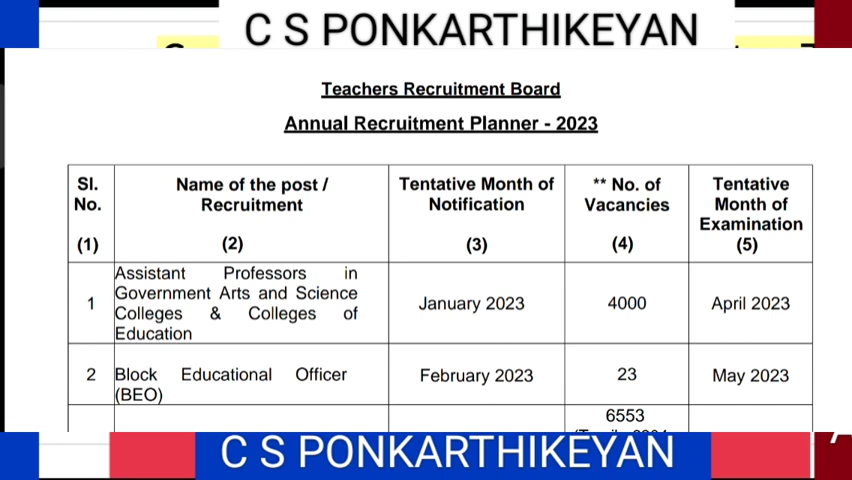 C S PONKARTHIKEYAN
Teachers Recruitment Board
Annual Recruitment Planner - 2023
Sl. No. (1) Name of the post / Recruitment (2) Tentative Month of Notification (3) ** No. of Vacancies (4) Tentative Month of Examination (5)
1 Assistant Professors in Government Arts and Science Colleges & Colleges of Education January 2023 4000 April 2023
2 Block Educational Officer (BEO) February 2023 23 May 2023
6553
C S PONKARTHIKEYAN